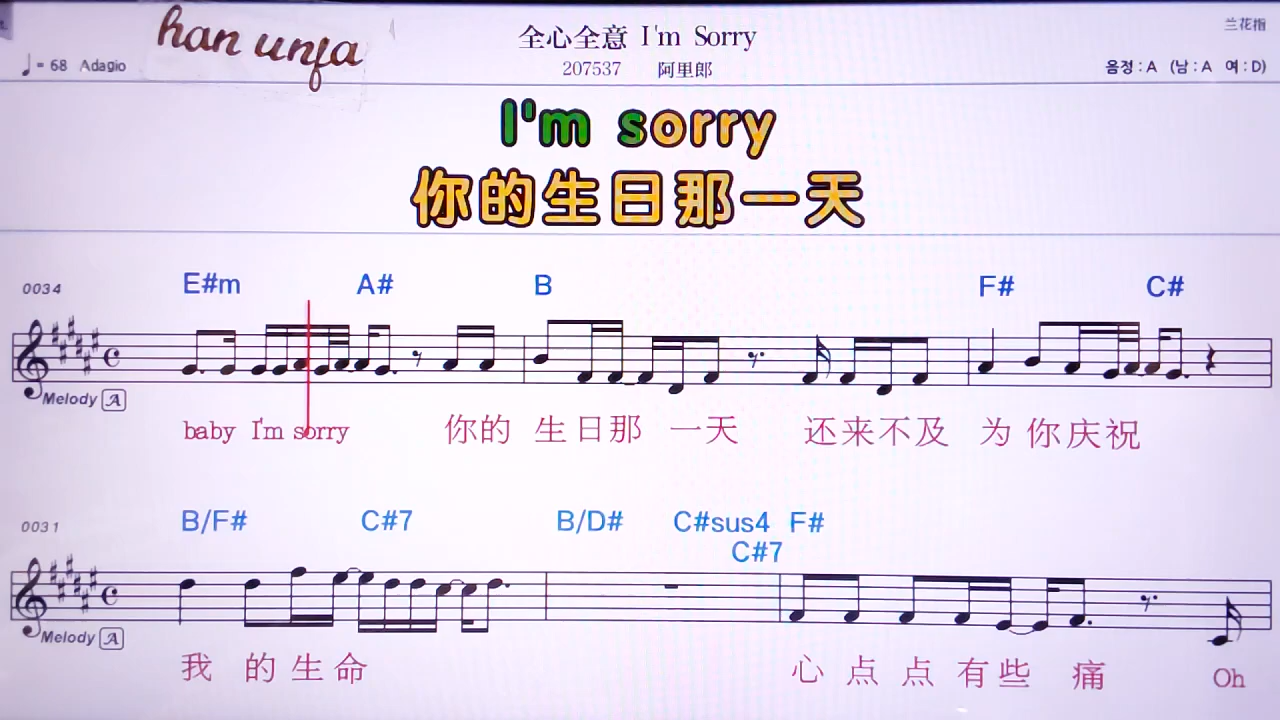 han unfa
全心全意 I'm Sorry
兰花指
♩= 68 Adagio
207537 阿里郎
음정 : A (남 : A 여 : D)
I'm sorry
你的生日那一天
0034
E#m A# B F# C#
Melody A
baby I'm sorry 你的 生日那 一天 还来不及 为 你庆祝
0031
B/F# C#7 B/D# C#sus4 F#
C#7
Melody A
我 的 生 命 心 点 点 有些 痛 Oh